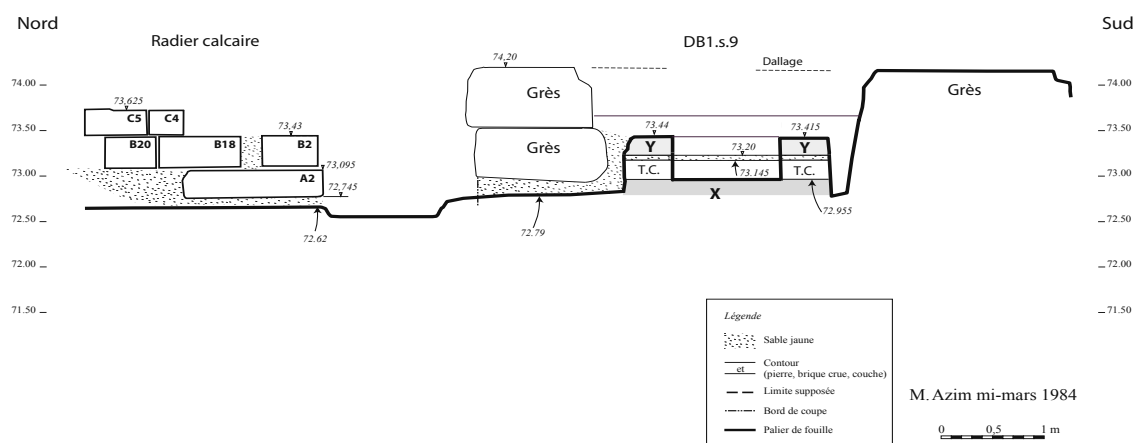 Nord
Sud
Radier calcaire
DB1.s.9
74.20
Dallage
74.00
74.00
Grès
Grès
73.625
C5
C4
73.50
73.50
73.43
73.44
73.415
B20
B18
B2
Grès
Y
73.20
Y
73.095
A2
T.C.
73.145
T.C.
73.00
73.00
72.745
X
72.955
72.50
72.50
72.62
72.79
72.00
72.00
71.50
71.50
Légende
Sable jaune
et
Contour
(pierre, brique crue, couche)
Limite supposée
Bord de coupe
Palier de fouille
M. Azim mi-mars 1984
0 0,5 1 m